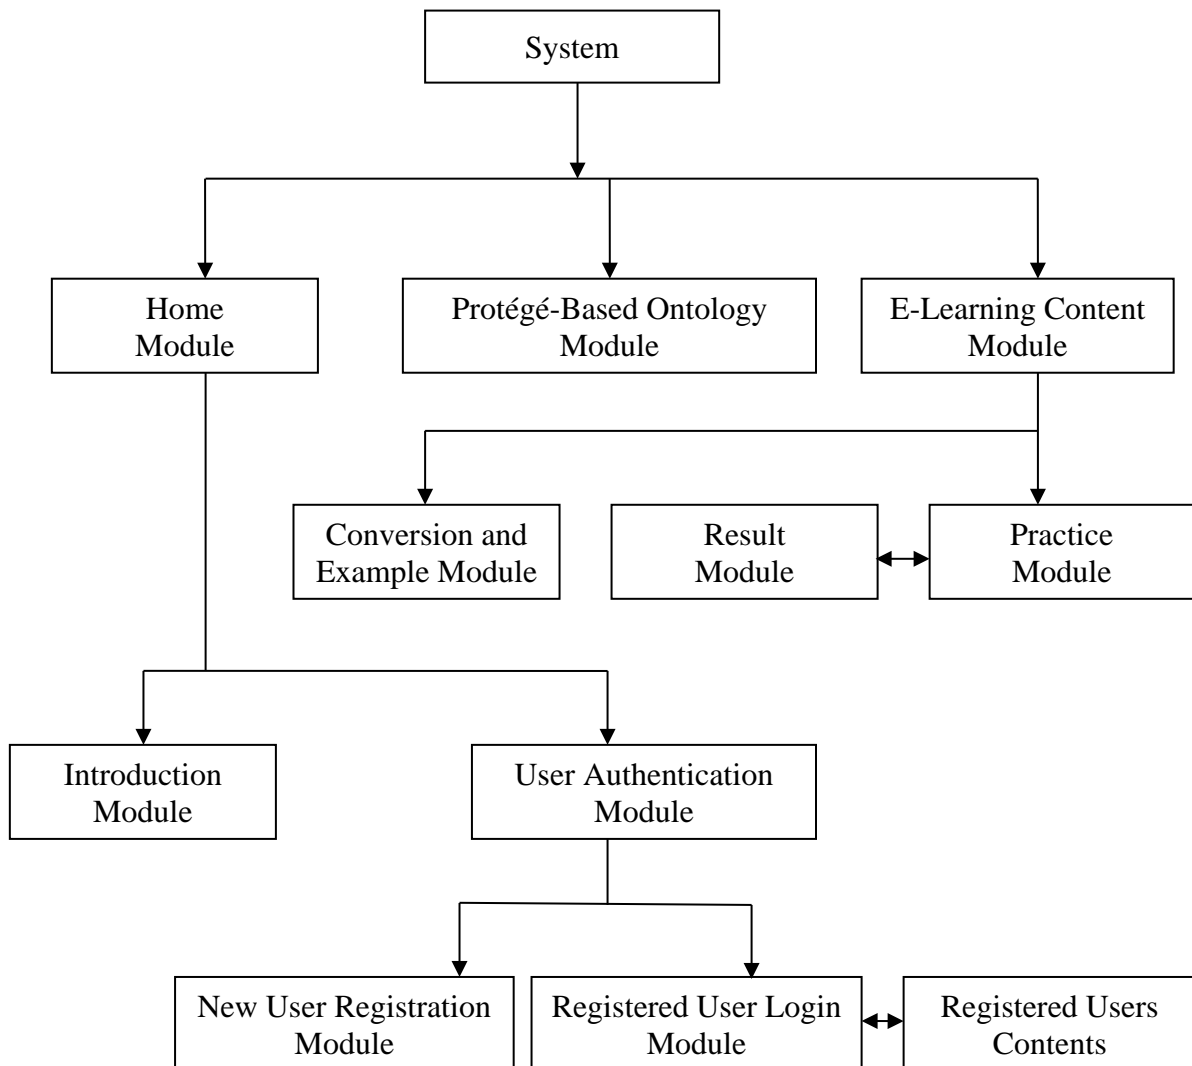 System
Home
Module
Protégé-Based Ontology
Module
E-Learning Content
Module
Conversion and
Example Module
Result
Module
Practice
Module
Introduction
Module
User Authentication
Module
New User Registration
Module
Registered User Login
Module
Registered Users
Contents